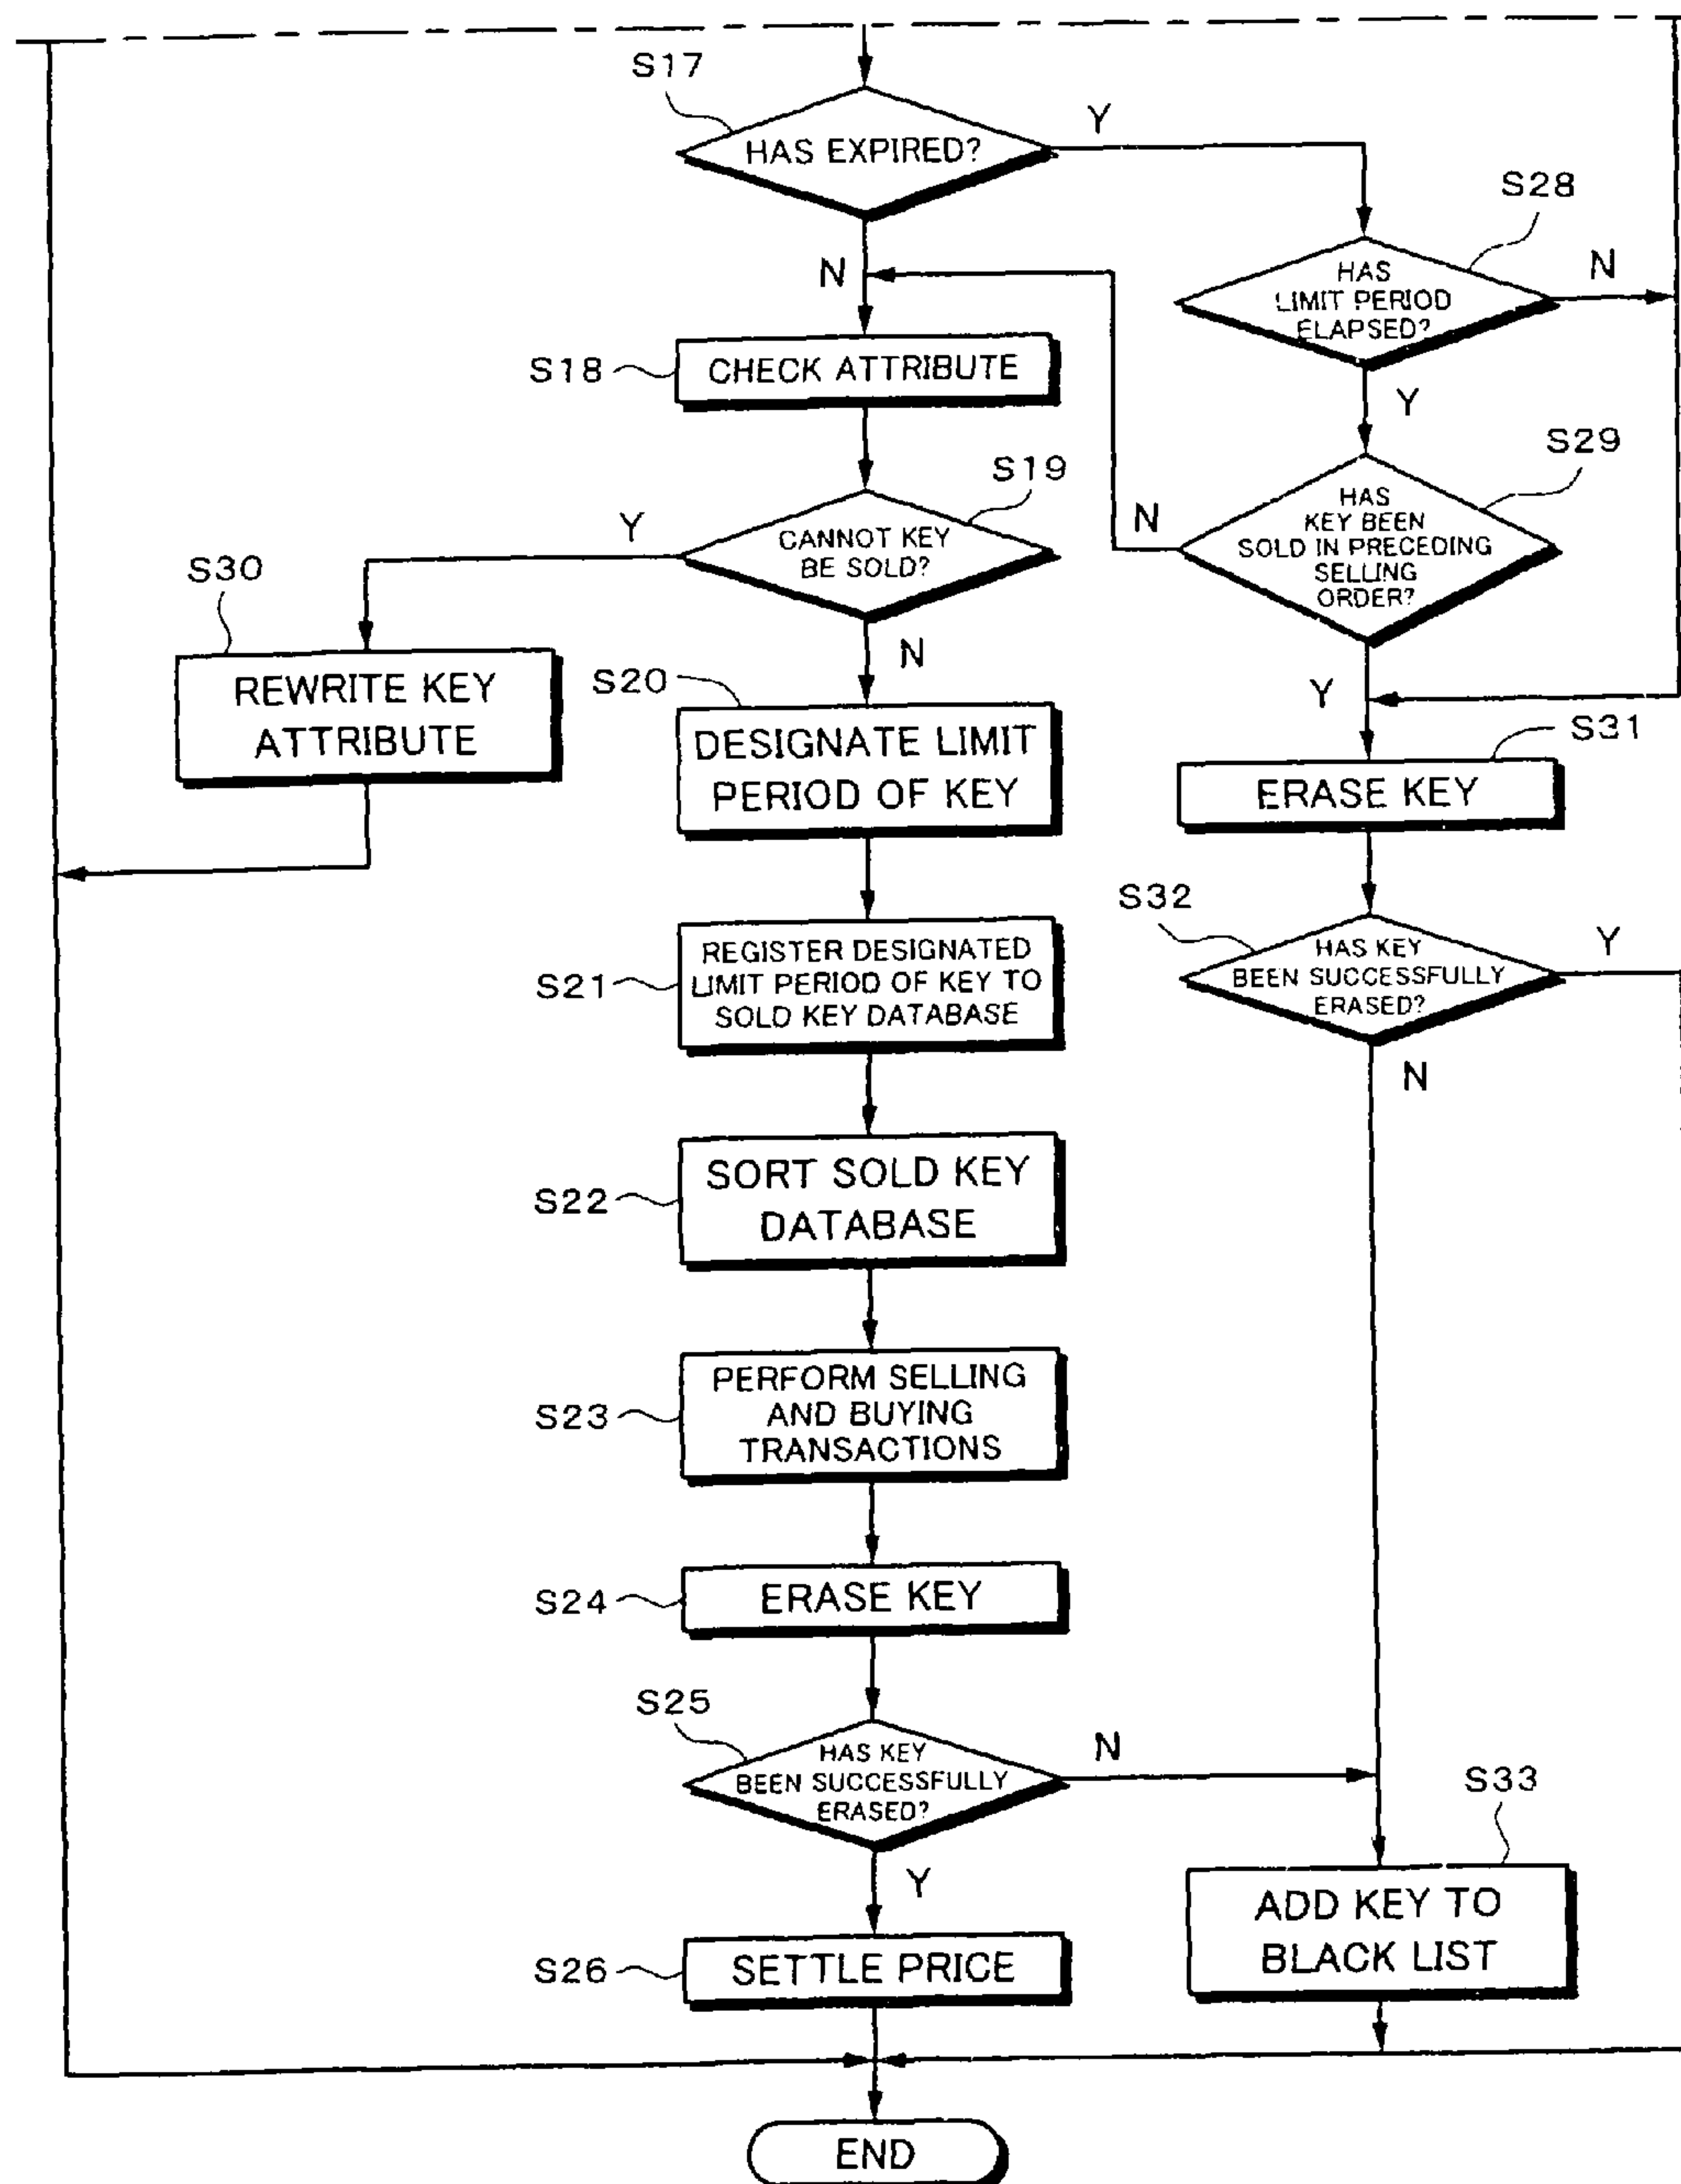 S17
HAS EXPIRED?
Y
S28
HAS
LIMIT PERIOD
ELAPSED?
N
N
Y
S18
CHECK ATTRIBUTE
S29
HAS
KEY BEEN
SOLD IN PRECEDING
SELLING
ORDER?
N
S19
CANNOT KEY
BE SOLD?
Y
S30
REWRITE KEY
ATTRIBUTE
N
S20
DESIGNATE LIMIT
PERIOD OF KEY
Y
S31
ERASE KEY
S32
HAS KEY
BEEN SUCCESSFULLY
ERASED?
Y
S21
REGISTER DESIGNATED
LIMIT PERIOD OF KEY TO
SOLD KEY DATABASE
N
S22
SORT SOLD KEY
DATABASE
S23
PERFORM SELLING
AND BUYING
TRANSACTIONS
S24
ERASE KEY
S25
HAS KEY
BEEN SUCCESSFULLY
ERASED?
N
S33
ADD KEY TO
BLACK LIST
Y
S26
SETTLE PRICE
END